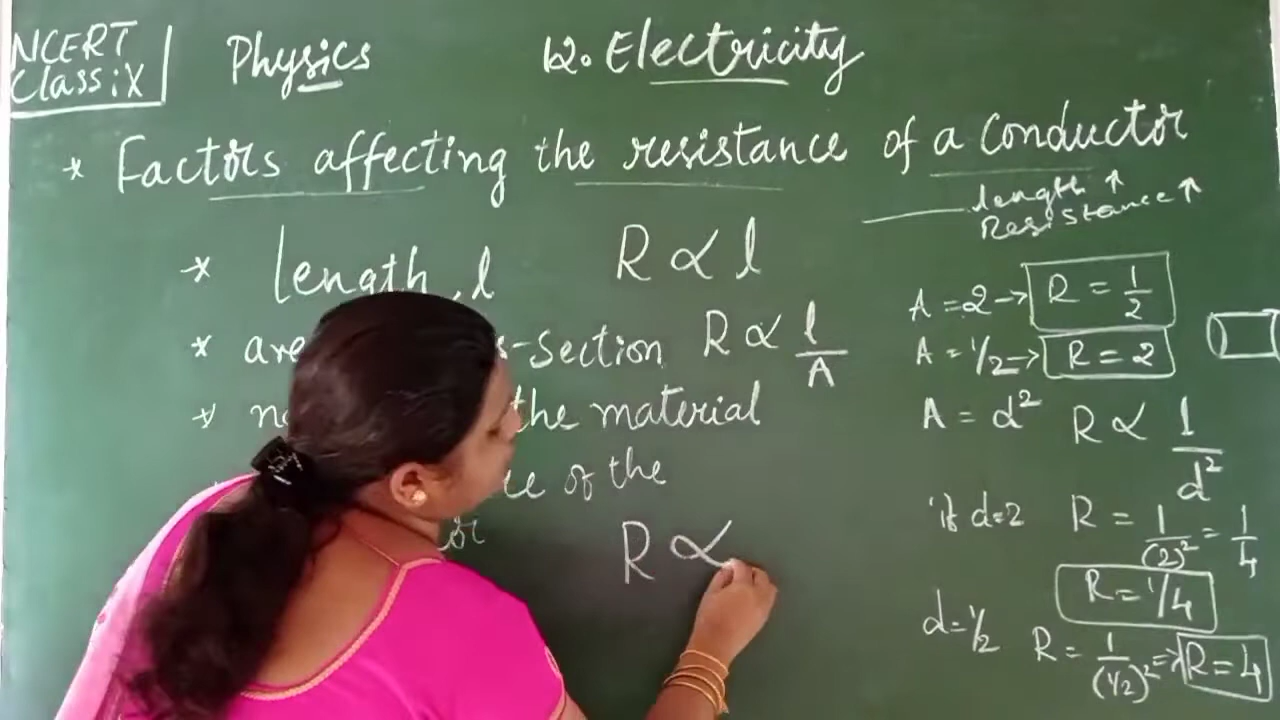 NCERT Class:X
Physics
12. Electricity
* Factors affecting the resistance of a conductor
* Length, l R ∝ l
* -section R ∝ 1/A
* the material
of the
R ∝
length ↑
Resistance ↑
A = 2 → R = 1/2
A = 1/2 → R = 2
A = d² R ∝ 1/d²
if d=2 R = 1/(2)² = 1/4
R = 1/4
d = 1/2 R = 1/(1/2)² ⇒ R = 4